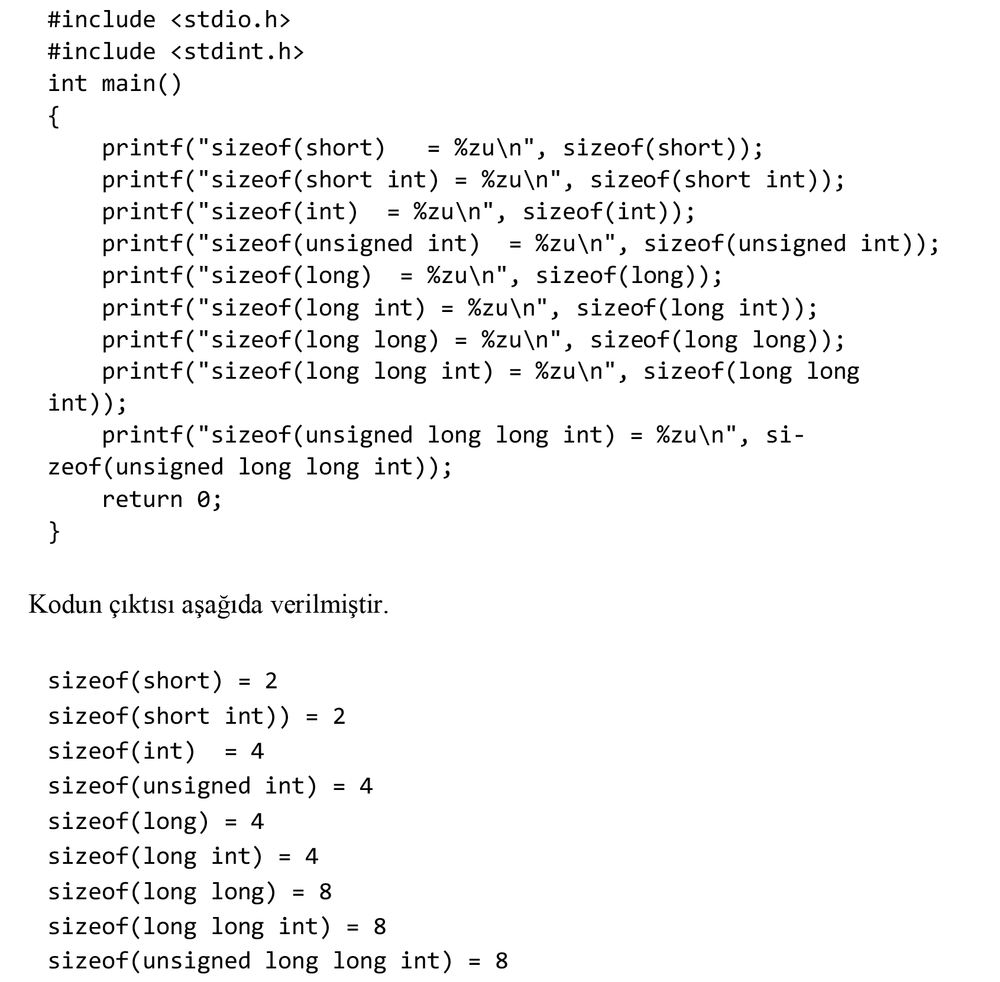 #include <stdio.h>
#include <stdint.h>
int main()
{
    printf("sizeof(short)   = %zu\n", sizeof(short));
    printf("sizeof(short int) = %zu\n", sizeof(short int));
    printf("sizeof(int)  = %zu\n", sizeof(int));
    printf("sizeof(unsigned int)  = %zu\n", sizeof(unsigned int));
    printf("sizeof(long)  = %zu\n", sizeof(long));
    printf("sizeof(long int) = %zu\n", sizeof(long int));
    printf("sizeof(long long) = %zu\n", sizeof(long long));
    printf("sizeof(long long int) = %zu\n", sizeof(long long
int));
    printf("sizeof(unsigned long long int) = %zu\n", si-
zeof(unsigned long long int));
    return 0;
}
Kodun çıktısı aşağıda verilmiştir.
sizeof(short) = 2
sizeof(short int)) = 2
sizeof(int)  = 4
sizeof(unsigned int) = 4
sizeof(long) = 4
sizeof(long int) = 4
sizeof(long long) = 8
sizeof(long long int) = 8
sizeof(unsigned long long int) = 8